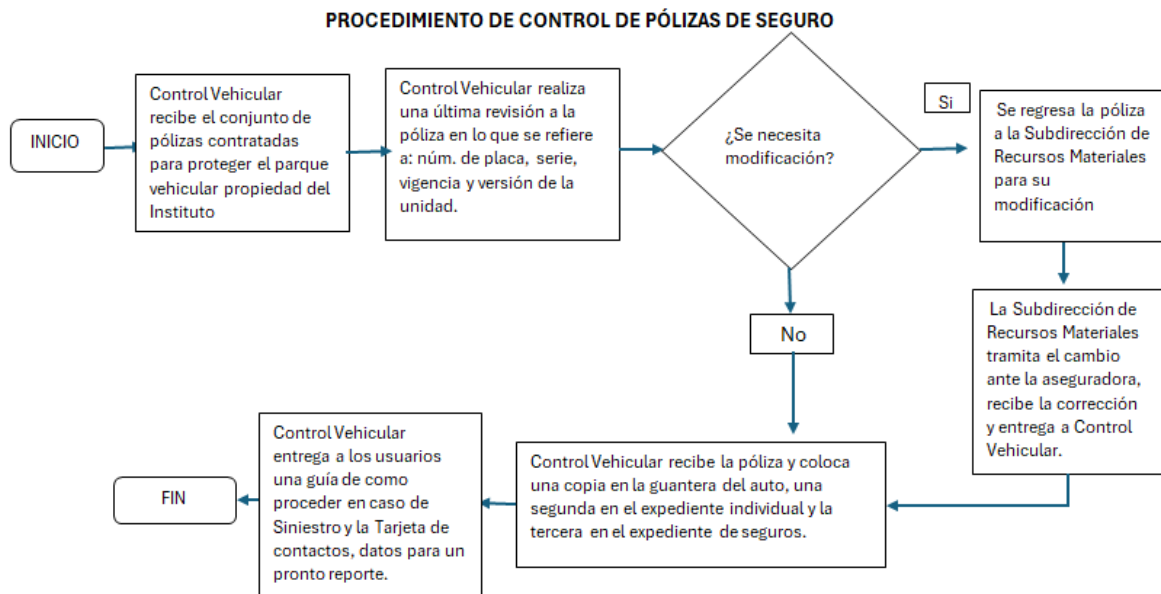 PROCEDIMIENTO DE CONTROL DE PÓLIZAS DE SEGURO
INICIO
Control Vehicular
recibe el conjunto de
pólizas contratadas
para proteger el parque
vehicular propiedad del
Instituto
Control Vehicular realiza
una última revisión a la
póliza en lo que se refiere
a: núm. de placa, serie,
vigencia y versión de la
unidad.
¿Se necesita
modificación?
Si
Se regresa la póliza
a la Subdirección de
Recursos Materiales
para su
modificación
No
La Subdirección de
Recursos Materiales
tramita el cambio
ante la aseguradora,
recibe la corrección
y entrega a Control
Vehicular.
Control Vehicular recibe la póliza y coloca
una copia en la guantera del auto, una
segunda en el expediente individual y la
tercera en el expediente de seguros.
Control Vehicular
entrega a los usuarios
una guía de como
proceder en caso de
Siniestro y la Tarjeta de
contactos, datos para un
pronto reporte.
FIN